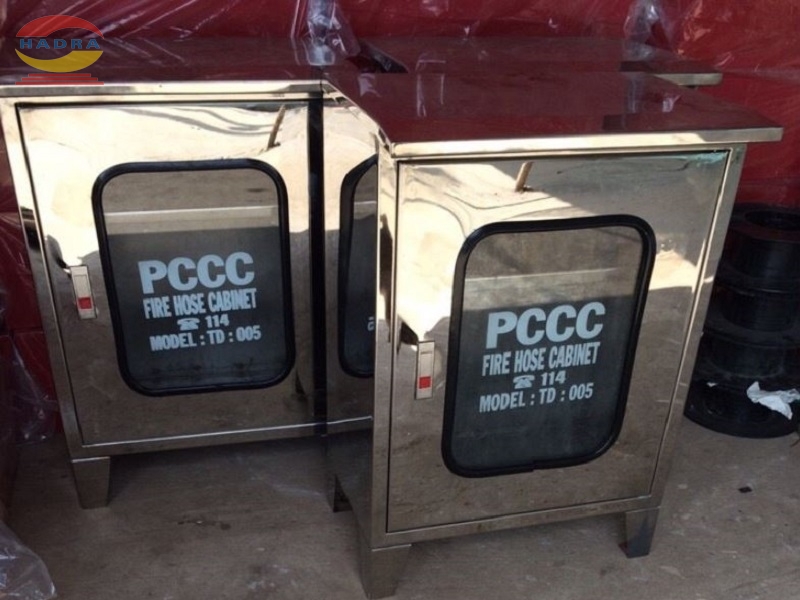 HADRA
PCCC
FIRE HOSE CABINET
☎ 114
MODEL : TD : 005
PCCC
FIRE HOSE CABINET
☎ 114
MODEL : TD : 005